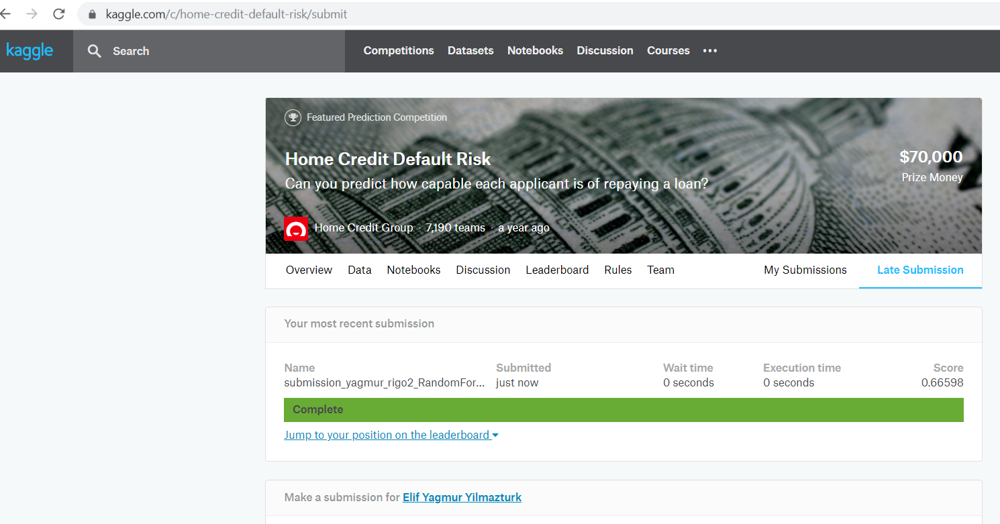 kaggle.com/c/home-credit-default-risk/submit
kaggle Search Competitions Datasets Notebooks Discussion Courses •••
Featured Prediction Competition
Home Credit Default Risk
$70,000
Can you predict how capable each applicant is of repaying a loan?
Prize Money
Home Credit Group · 7,190 teams · a year ago
Overview Data Notebooks Discussion Leaderboard Rules Team My Submissions Late Submission
Your most recent submission
Name Submitted Wait time Execution time Score
submission_yagmur_rigo2_RandomFor... just now 0 seconds 0 seconds 0.66598
Complete
Jump to your position on the leaderboard
Make a submission for Elif Yagmur Yilmazturk